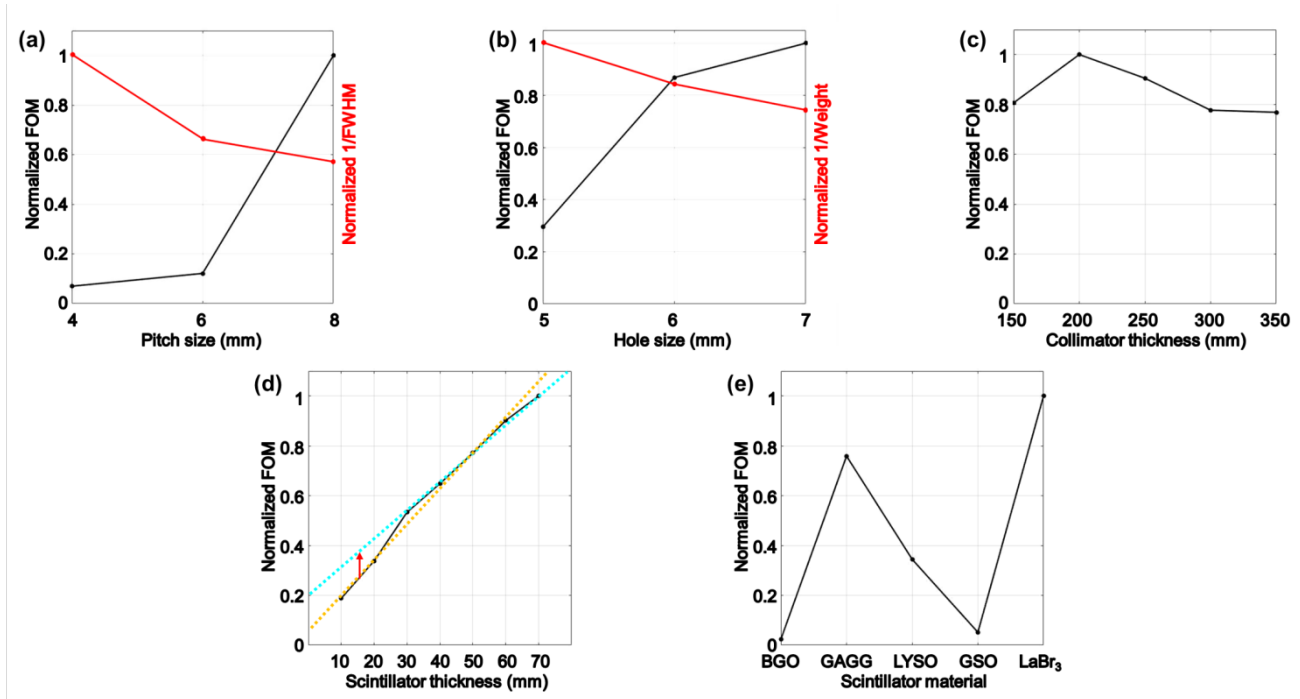 (a)
1
0.8
0.6
0.4
0.2
0
Normalized FOM
Normalized 1/FWHM
4 6 8
Pitch size (mm)
(b)
1
0.8
0.6
0.4
0.2
0
Normalized FOM
Normalized 1/Weight
5 6 7
Hole size (mm)
(c)
1
0.8
0.6
0.4
0.2
0
Normalized FOM
150 200 250 300 350
Collimator thickness (mm)
(d)
1
0.8
0.6
0.4
0.2
0
Normalized FOM
10 20 30 40 50 60 70
Scintillator thickness (mm)
(e)
1
0.8
0.6
0.4
0.2
0
Normalized FOM
BGO GAGG LYSO GSO LaBr₃
Scintillator material